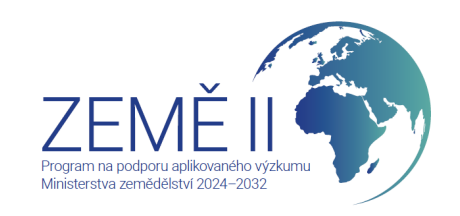 ZEMĚ II
Program na podporu aplikovaného výzkumu
Ministerstva zemědělství 2024–2032